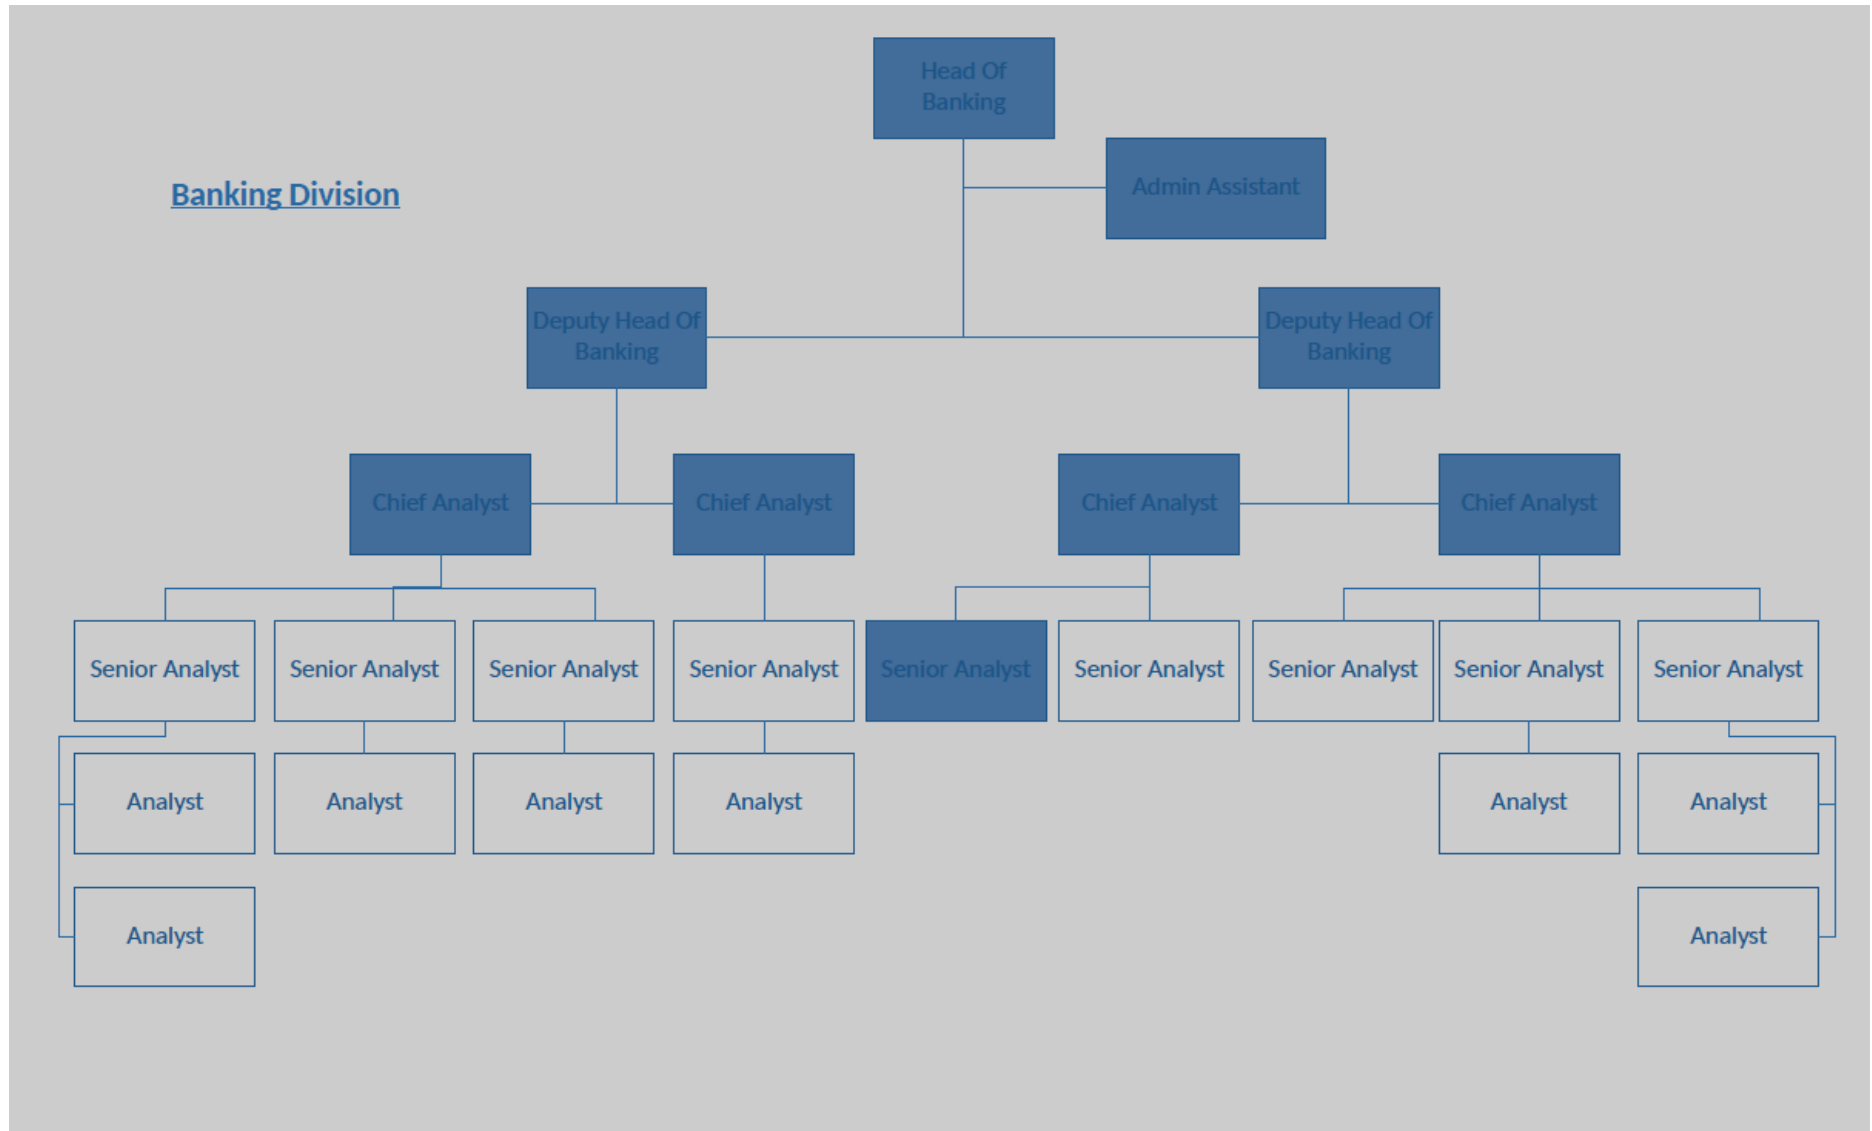 Head Of
Banking
Admin Assistant
Banking Division
Deputy Head Of
Banking
Deputy Head Of
Banking
Chief Analyst
Chief Analyst
Chief Analyst
Chief Analyst
Senior Analyst
Senior Analyst
Senior Analyst
Senior Analyst
Senior Analyst
Senior Analyst
Senior Analyst
Senior Analyst
Senior Analyst
Analyst
Analyst
Analyst
Analyst
Analyst
Analyst
Analyst
Analyst